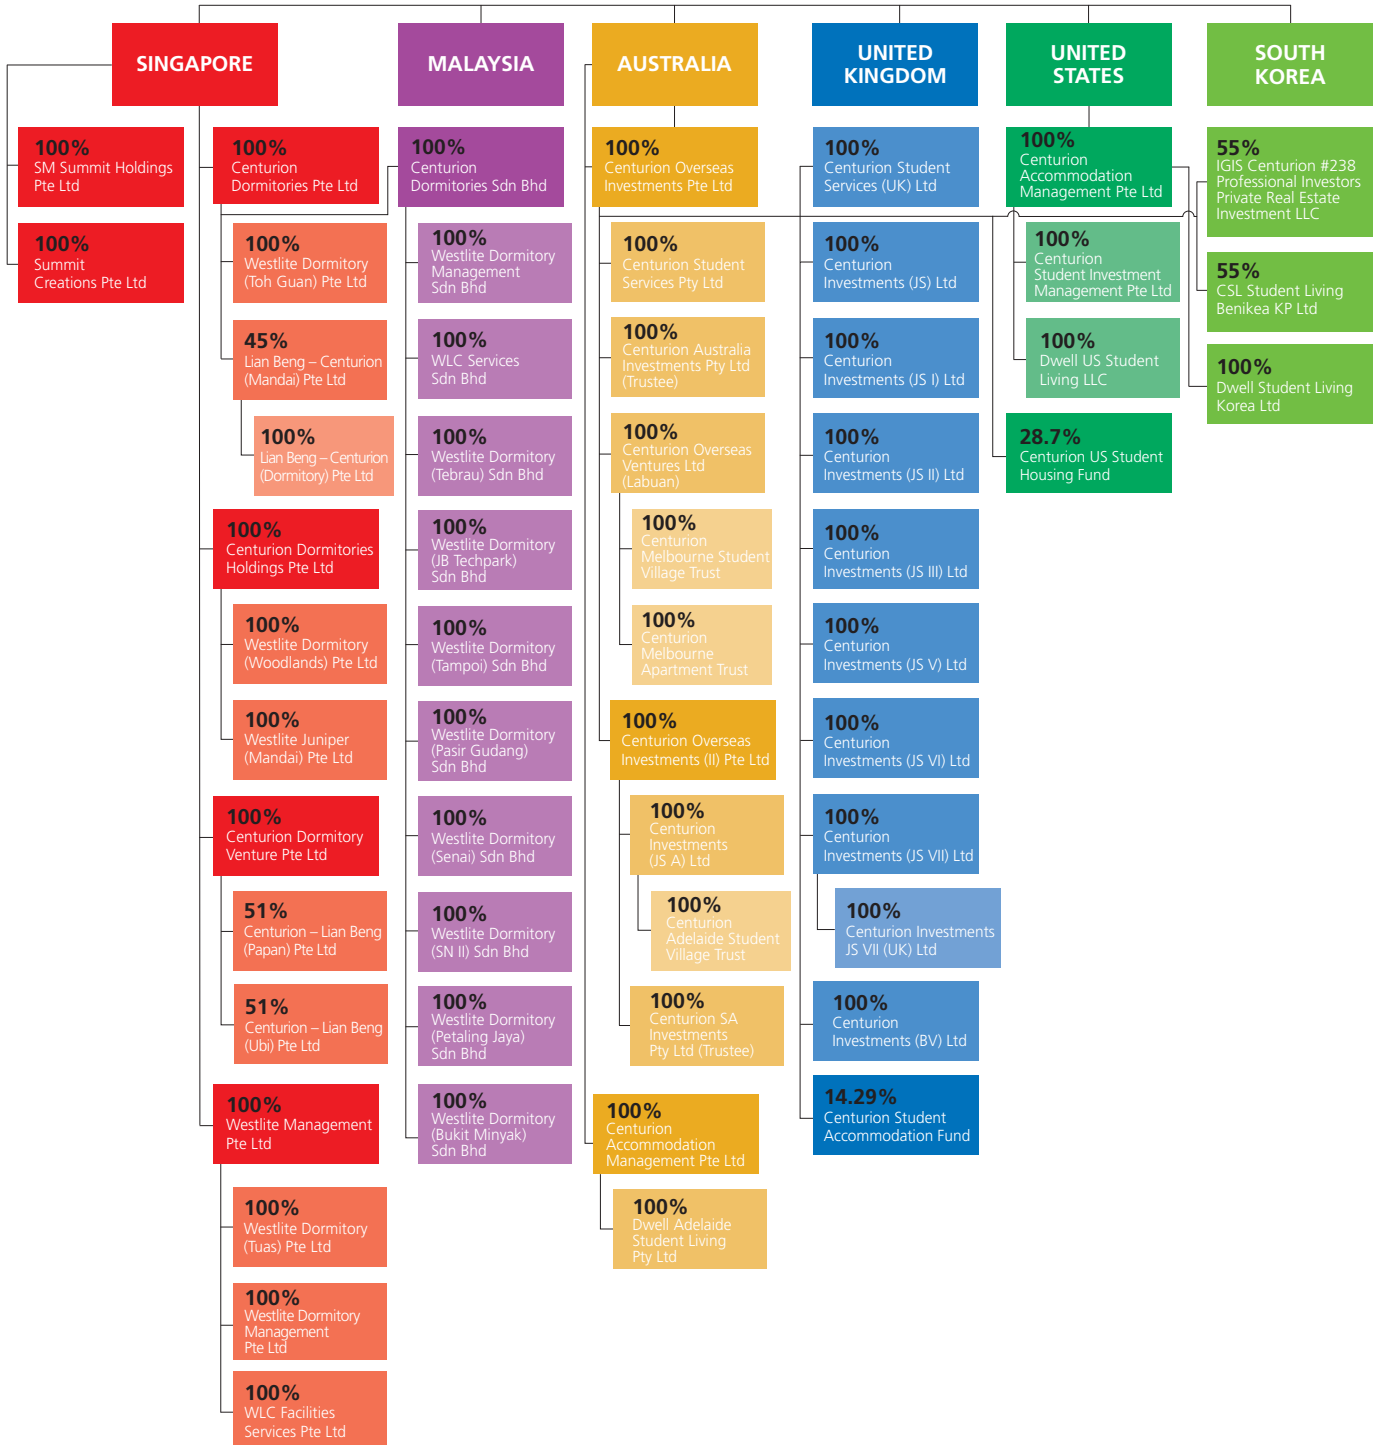 SINGAPORE
100%
SM Summit Holdings
Pte Ltd
100%
Summit
Creations Pte Ltd
100%
Centurion
Dormitories Pte Ltd
100%
Westlite Dormitory
(Toh Guan) Pte Ltd
45%
Lian Beng – Centurion
(Mandai) Pte Ltd
100%
Lian Beng – Centurion
(Dormitory) Pte Ltd
100%
Centurion Dormitories
Holdings Pte Ltd
100%
Westlite Dormitory
(Woodlands) Pte Ltd
100%
Westlite Juniper
(Mandai) Pte Ltd
100%
Centurion Dormitory
Venture Pte Ltd
51%
Centurion – Lian Beng
(Papan) Pte Ltd
51%
Centurion – Lian Beng
(Ubi) Pte Ltd
100%
Westlite Management
Pte Ltd
100%
Westlite Dormitory
(Tuas) Pte Ltd
100%
Westlite Dormitory
Management
Pte Ltd
100%
WLC Facilities
Services Pte Ltd
MALAYSIA
100%
Centurion
Dormitories Sdn Bhd
100%
Westlite Dormitory
Management
Sdn Bhd
100%
WLC Services
Sdn Bhd
100%
Westlite Dormitory
(Tebrau) Sdn Bhd
100%
Westlite Dormitory
(JB Techpark)
Sdn Bhd
100%
Westlite Dormitory
(Tampoi) Sdn Bhd
100%
Westlite Dormitory
(Pasir Gudang)
Sdn Bhd
100%
Westlite Dormitory
(Senai) Sdn Bhd
100%
Westlite Dormitory
(SN II) Sdn Bhd
100%
Westlite Dormitory
(Petaling Jaya)
Sdn Bhd
100%
Westlite Dormitory
(Bukit Minyak)
Sdn Bhd
AUSTRALIA
100%
Centurion Overseas
Investments Pte Ltd
100%
Centurion Student
Services Pty Ltd
100%
Centurion Australia
Investments Pty Ltd
(Trustee)
100%
Centurion Overseas
Ventures Ltd
(Labuan)
100%
Centurion
Melbourne Student
Village Trust
100%
Centurion
Melbourne
Apartment Trust
100%
Centurion Overseas
Investments (II) Pte Ltd
100%
Centurion
Investments
(JS A) Ltd
100%
Centurion
Adelaide Student
Village Trust
100%
Centurion SA
Investments
Pty Ltd (Trustee)
100%
Centurion
Accommodation
Management Pte Ltd
100%
Dwell Adelaide
Student Living
Pty Ltd
UNITED
KINGDOM
100%
Centurion Student
Services (UK) Ltd
100%
Centurion
Investments (JS) Ltd
100%
Centurion
Investments (JS I) Ltd
100%
Centurion
Investments (JS II) Ltd
100%
Centurion
Investments (JS III) Ltd
100%
Centurion
Investments (JS V) Ltd
100%
Centurion
Investments (JS VI) Ltd
100%
Centurion
Investments (JS VII) Ltd
100%
Centurion Investments
JS VII (UK) Ltd
100%
Centurion
Investments (BV) Ltd
14.29%
Centurion Student
Accommodation Fund
UNITED
STATES
100%
Centurion
Accommodation
Management Pte Ltd
100%
Centurion
Student Investment
Management Pte Ltd
100%
Dwell US Student
Living LLC
28.7%
Centurion US Student
Housing Fund
SOUTH
KOREA
55%
IGIS Centurion #238
Professional Investors
Private Real Estate
Investment LLC
55%
CSL Student Living
Benikea KP Ltd
100%
Dwell Student Living
Korea Ltd